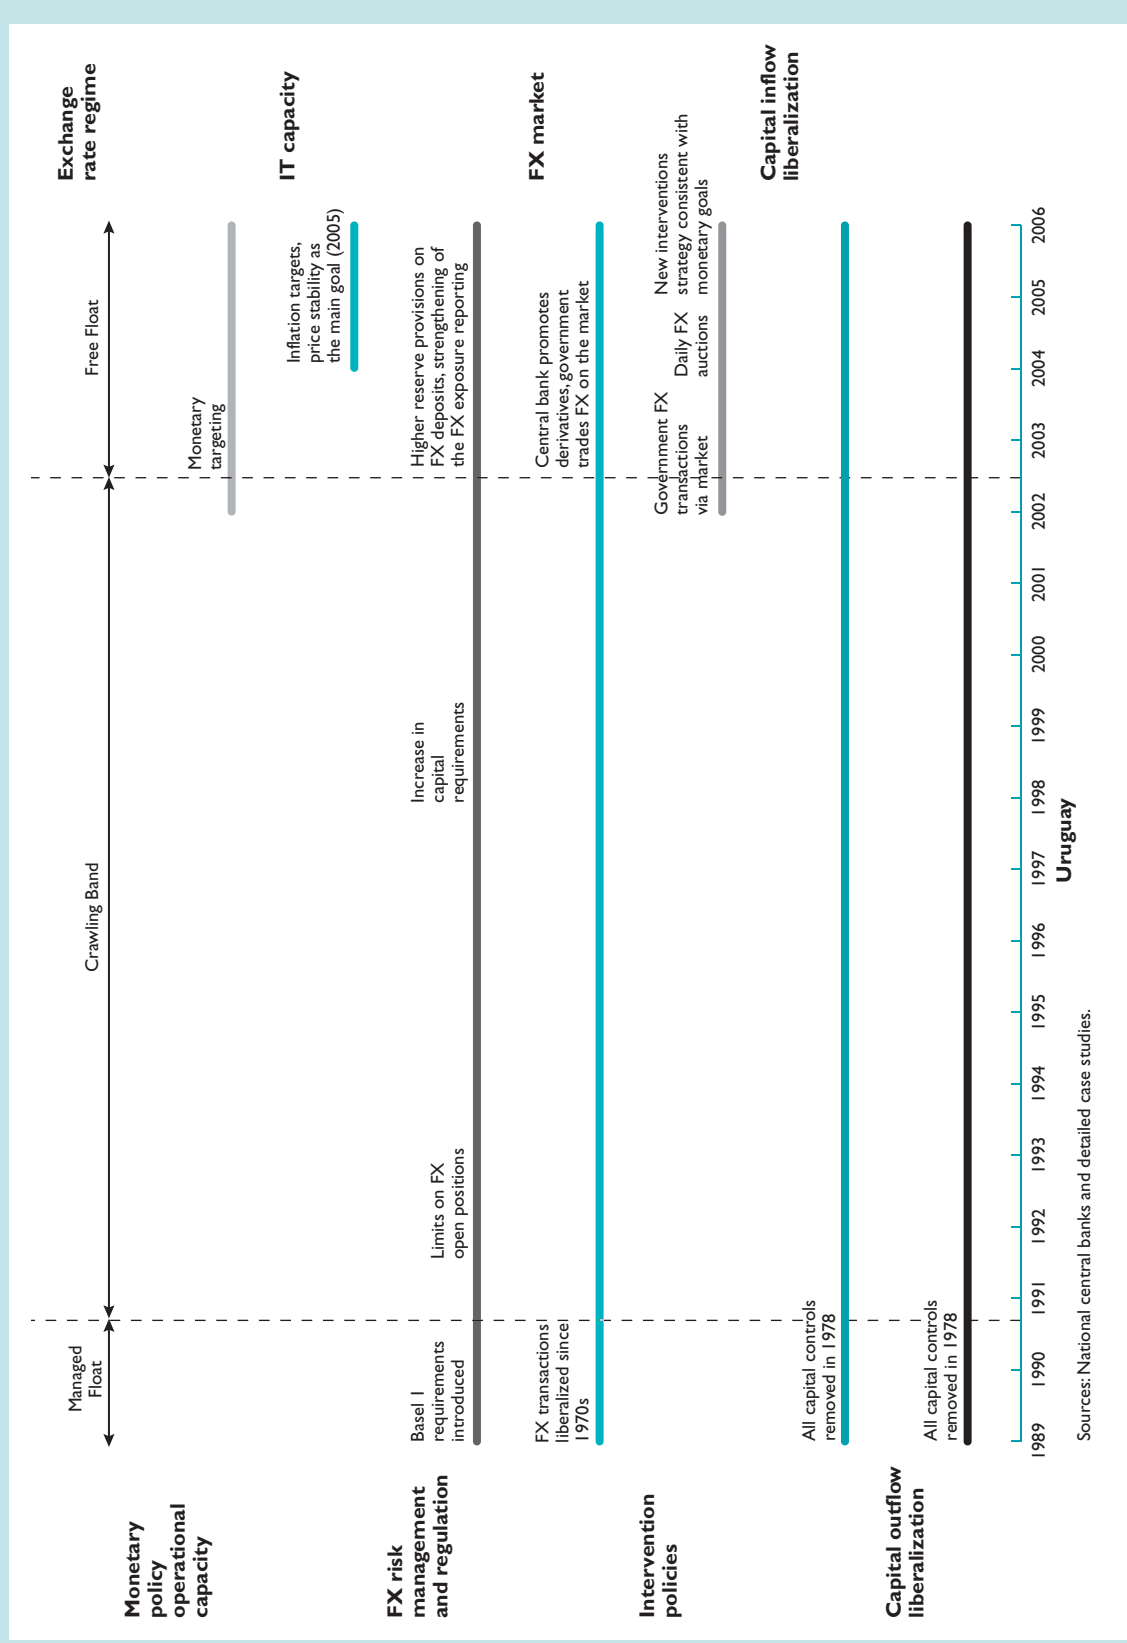 Exchange
rate regime
Managed
Float
Crawling Band
Free Float
Monetary
policy
operational
capacity
Monetary
targeting
IT capacity
Inflation targets,
price stability as
the main goal (2005)
FX risk
management
and regulation
Basel I
requirements
introduced
Limits on FX
open positions
Increase in
capital
requirements
Higher reserve provisions on
FX deposits, strengthening of
the FX exposure reporting
FX market
FX transactions
liberalized since
1970s
Central bank promotes
derivatives, government
trades FX on the market
Intervention
policies
Government FX
transactions
via market
Daily FX
auctions
New interventions
strategy consistent with
monetary goals
Capital inflow
liberalization
All capital controls
removed in 1978
Capital outflow
liberalization
All capital controls
removed in 1978
1989 1990 1991 1992 1993 1994 1995 1996 1997 1998 1999 2000 2001 2002 2003 2004 2005 2006
Uruguay
Sources: National central banks and detailed case studies.